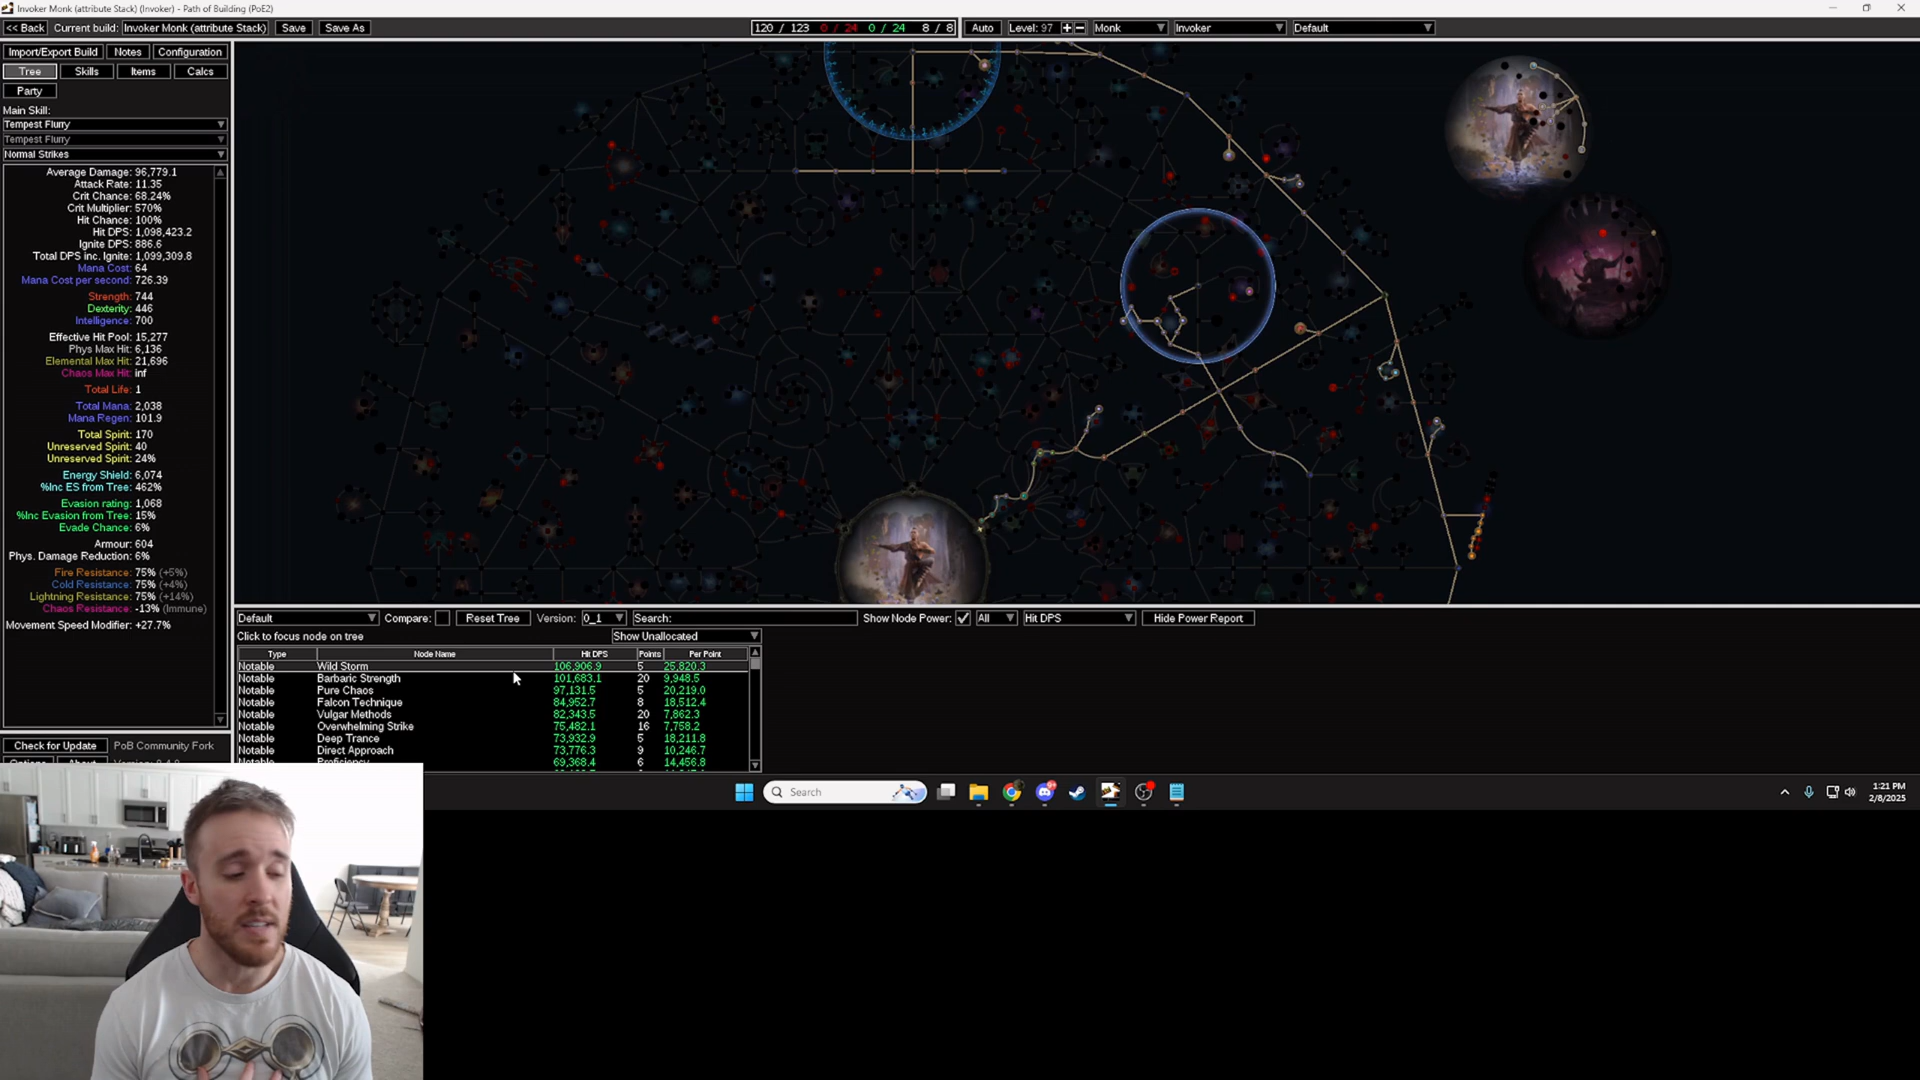 Invoker Monk (attribute Stack) (Invoker) - Path of Building (PoE2)
<< Back Current build: Invoker Monk (attribute Stack) Save Save As 120 / 123 0 / 24 0 / 24 8 / 8 Auto Level: 97 Monk Invoker Default
Import/Export Build Notes Configuration
Tree Skills Items Calcs
Party
Main Skill:
Tempest Flurry
Tempest Flurry
Normal Strikes
Average Damage: 96,779.1
Attack Rate: 11.35
Crit Chance: 68.24%
Crit Multiplier: 570%
Hit Chance: 100%
Hit DPS: 1,098,423.2
Ignite DPS: 886.6
Total DPS inc. Ignite: 1,099,309.8
Mana Cost: 64
Mana Cost per second: 726.39
Strength: 744
Dexterity: 446
Intelligence: 700
Effective Hit Pool: 15,277
Phys Max Hit: 6,136
Elemental Max Hit: 21,696
Chaos Max Hit: inf
Total Life: 1
Total Mana: 2,038
Mana Regen: 101.9
Total Spirit: 170
Unreserved Spirit: 40
Unreserved Spirit: 24%
Energy Shield: 6,074
%Inc ES from Tree: 462%
Evasion rating: 1,068
%Inc Evasion from Tree: 15%
Evade Chance: 6%
Armour: 604
Phys. Damage Reduction: 6%
Fire Resistance: 75% (+5%)
Cold Resistance: 75% (+4%)
Lightning Resistance: 75% (+14%)
Chaos Resistance: -13% (Immune)
Movement Speed Modifier: +27.7%
Check for Update PoB Community Fork
Default Compare: Reset Tree Version: 0_1 Search: Show Node Power: All Hit DPS Hide Power Report
Click to focus node on tree Show Unallocated
Type Node Name Hit DPS Points Per Point
Notable Wild Storm 106,906.9 5 25,820.3
Notable Barbaric Strength 101,683.1 20 9,948.5
Notable Pure Chaos 97,131.5 5 20,219.0
Notable Falcon Technique 84,952.7 8 18,512.4
Notable Vulgar Methods 82,343.5 20 7,862.3
Notable Overwhelming Strike 75,482.1 16 7,758.2
Notable Deep Trance 73,932.9 5 18,211.8
Notable Direct Approach 73,776.3 9 10,246.7
Notable Proficiency 69,368.4 6 14,456.8
Search
1:21 PM
2/8/2025